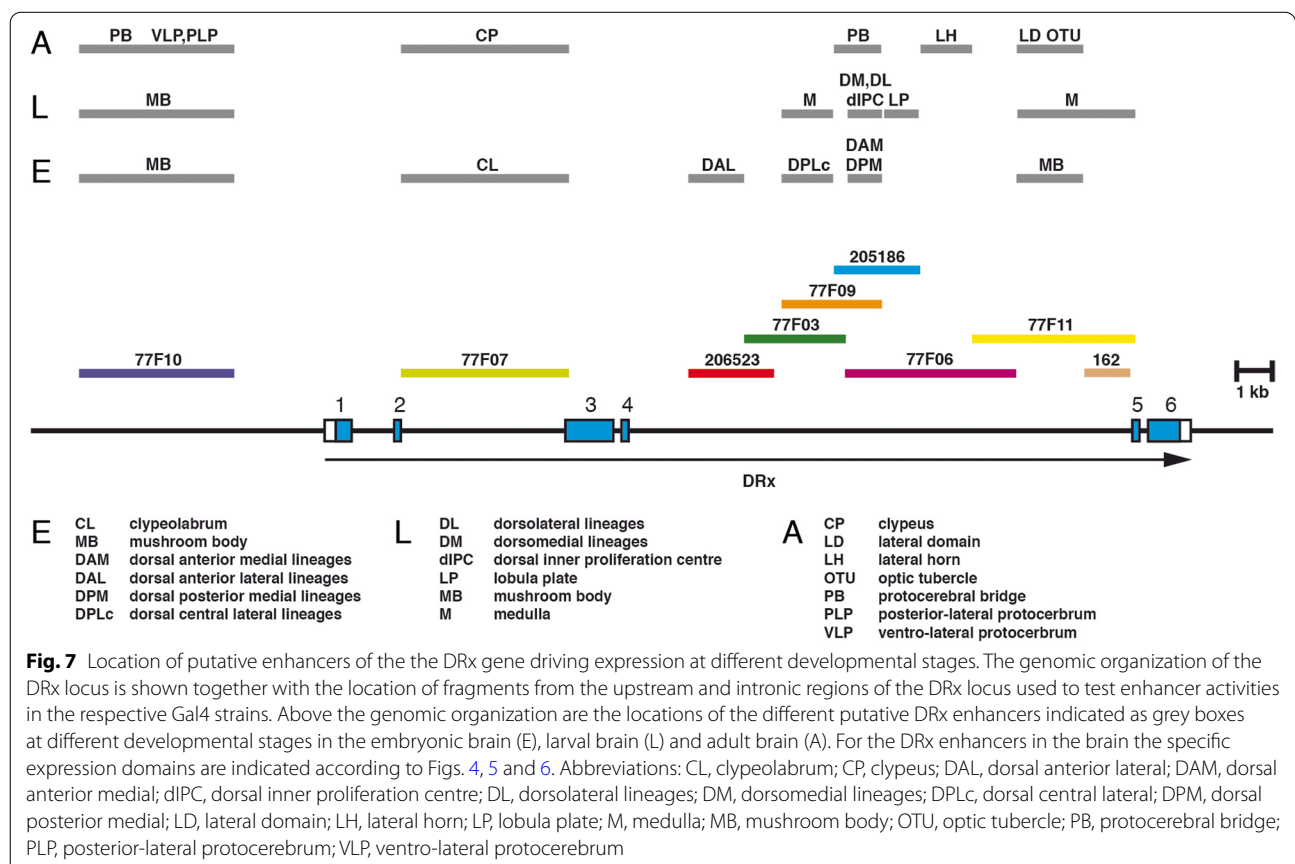 A PB VLP,PLP CP PB LH LD OTU
DM,DL
L MB M dIPC LP M
DAM
E MB CL DAL DPLc DPM MB
205186
77F09
77F03 77F11
77F10 77F07 206523 77F06 162
1 kb
1 2 3 4 5 6
DRx
E CL clypeolabrum
MB mushroom body
DAM dorsal anterior medial lineages
DAL dorsal anterior lateral lineages
DPM dorsal posterior medial lineages
DPLc dorsal central lateral lineages
L DL dorsolateral lineages
DM dorsomedial lineages
dIPC dorsal inner proliferation centre
LP lobula plate
MB mushroom body
M medulla
A CP clypeus
LD lateral domain
LH lateral horn
OTU optic tubercle
PB protocerebral bridge
PLP posterior-lateral protocerbrum
VLP ventro-lateral protocerbrum
Fig. 7 Location of putative enhancers of the the DRx gene driving expression at different developmental stages. The genomic organization of the
DRx locus is shown together with the location of fragments from the upstream and intronic regions of the DRx locus used to test enhancer activities
in the respective Gal4 strains. Above the genomic organization are the locations of the different putative DRx enhancers indicated as grey boxes
at different developmental stages in the embryonic brain (E), larval brain (L) and adult brain (A). For the DRx enhancers in the brain the specific
expression domains are indicated according to Figs. 4, 5 and 6. Abbreviations: CL, clypeolabrum; CP, clypeus; DAL, dorsal anterior lateral; DAM, dorsal
anterior medial; dIPC, dorsal inner proliferation centre; DL, dorsolateral lineages; DM, dorsomedial lineages; DPLc, dorsal central lateral; DPM, dorsal
posterior medial; LD, lateral domain; LH, lateral horn; LP, lobula plate; M, medulla; MB, mushroom body; OTU, optic tubercle; PB, protocerebral bridge;
PLP, posterior-lateral protocerebrum; VLP, ventro-lateral protocerebrum